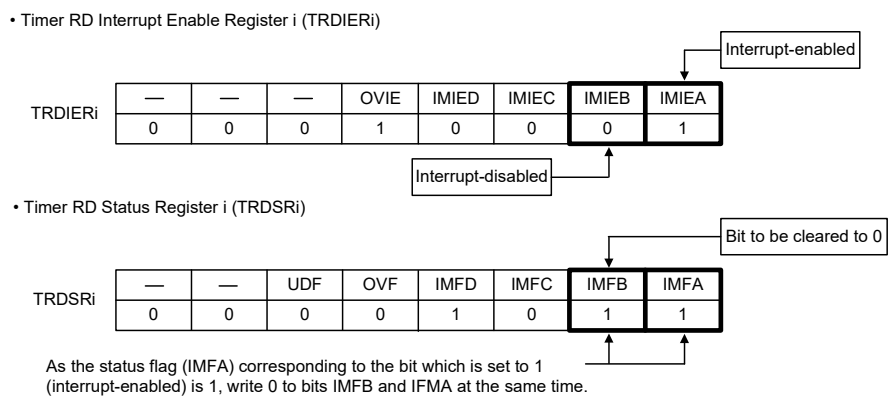 • Timer RD Interrupt Enable Register i (TRDIERi)
Interrupt-enabled
TRDIERi
— — — OVIE IMIED IMIEC IMIEB IMIEA
0 0 0 1 0 0 0 1
Interrupt-disabled
• Timer RD Status Register i (TRDSRi)
Bit to be cleared to 0
TRDSRi
— — UDF OVF IMFD IMFC IMFB IMFA
0 0 0 0 1 0 1 1
As the status flag (IMFA) corresponding to the bit which is set to 1
(interrupt-enabled) is 1, write 0 to bits IMFB and IFMA at the same time.